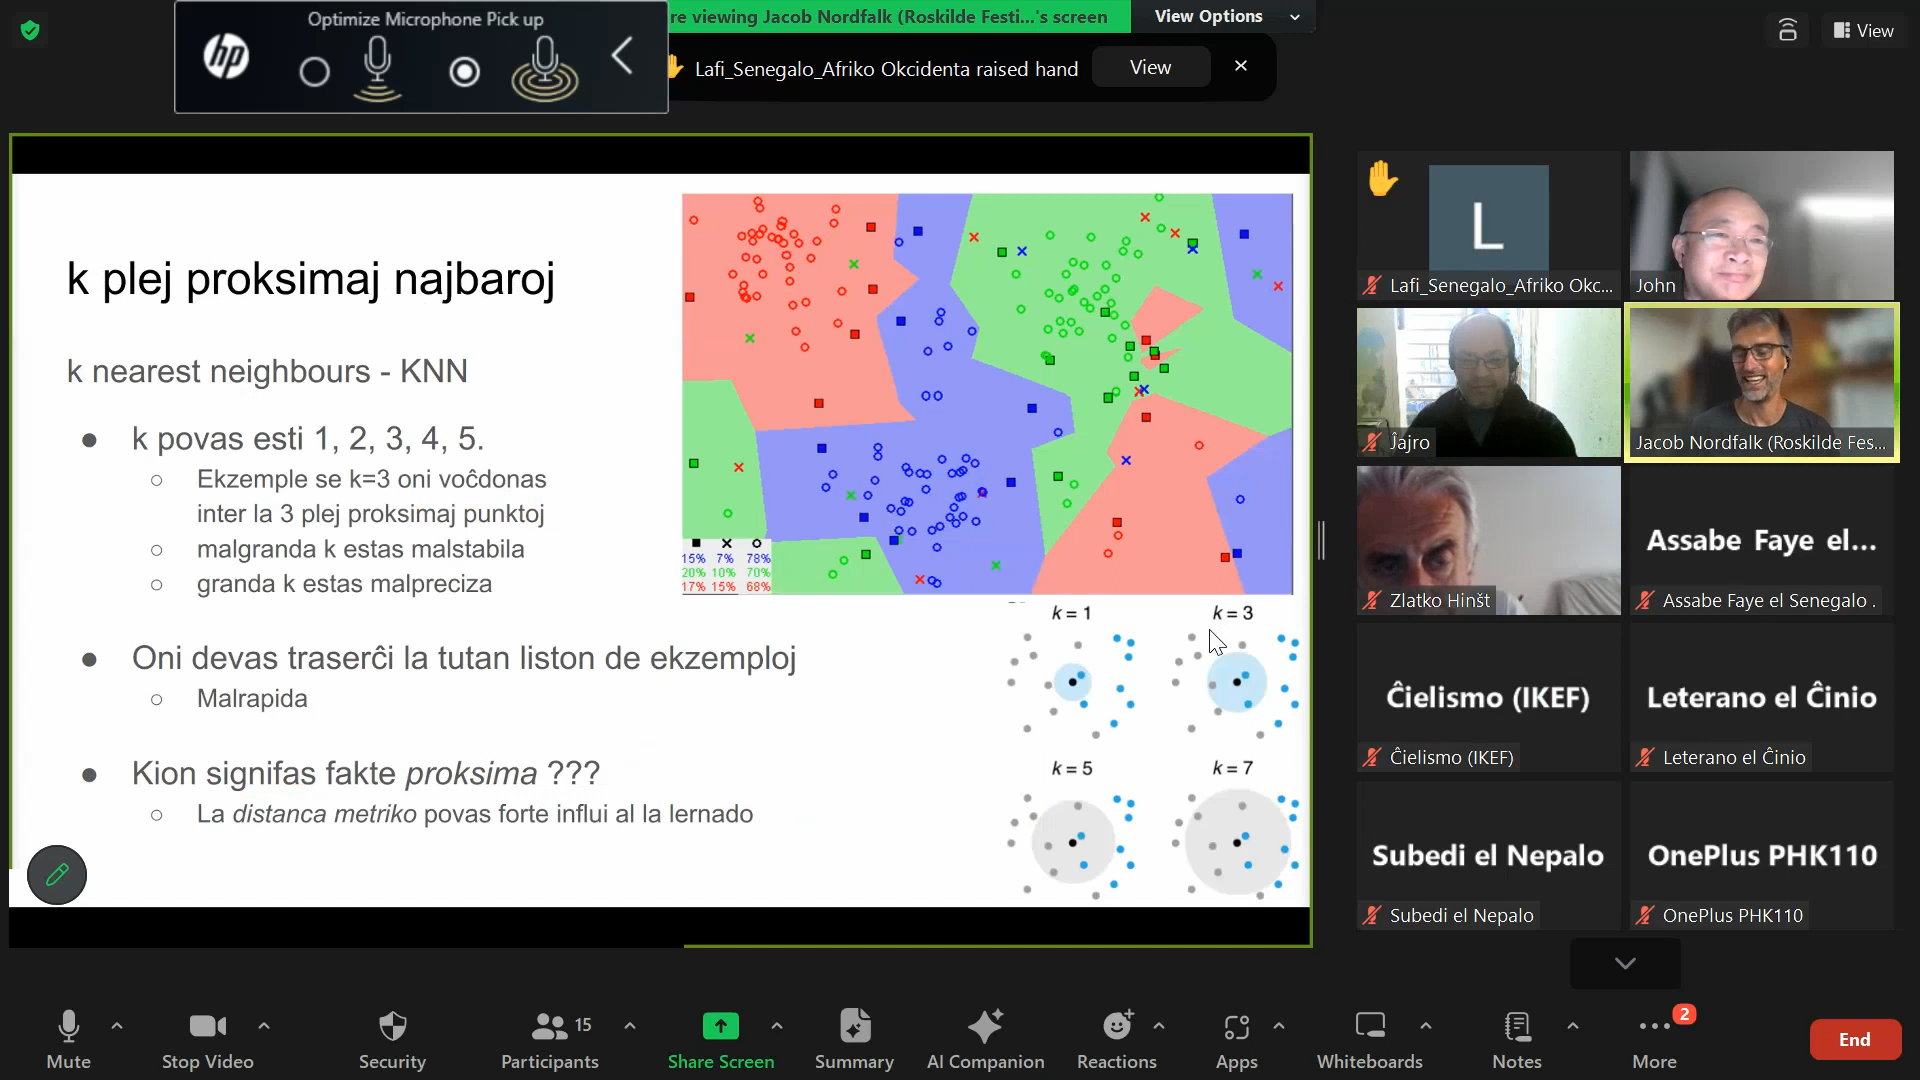 Optimize Microphone Pick up
hp
re viewing Jacob Nordfalk (Roskilde Festi...'s screen
View Options
Lafi_Senegalo_Afriko Okcidenta raised hand
View
View
k plej proksimaj najbaroj
k nearest neighbours - KNN
k povas esti 1, 2, 3, 4, 5.
Ekzemple se k=3 oni voĉdonas
inter la 3 plej proksimaj punktoj
malgranda k estas malstabila
granda k estas malpreciza
Oni devas traserĉi la tutan liston de ekzemploj
Malrapida
Kion signifas fakte proksima ???
La distanca metriko povas forte influi al la lernado
15% 7% 78%
20% 10% 70%
17% 15% 68%
k = 1
k = 3
k = 5
k = 7
L
Lafi_Senegalo_Afriko Okc...
John
Ĵajro
Jacob Nordfalk (Roskilde Fes...
Zlatko Hinŝt
Assabe Faye el...
Assabe Faye el Senegalo .
Ĉielismo (IKEF)
Ĉielismo (IKEF)
Leterano el Ĉinio
Leterano el Ĉinio
Subedi el Nepalo
Subedi el Nepalo
OnePlus PHK110
OnePlus PHK110
Mute
Stop Video
Security
15
Participants
Share Screen
Summary
AI Companion
Reactions
Apps
Whiteboards
Notes
2
More
End